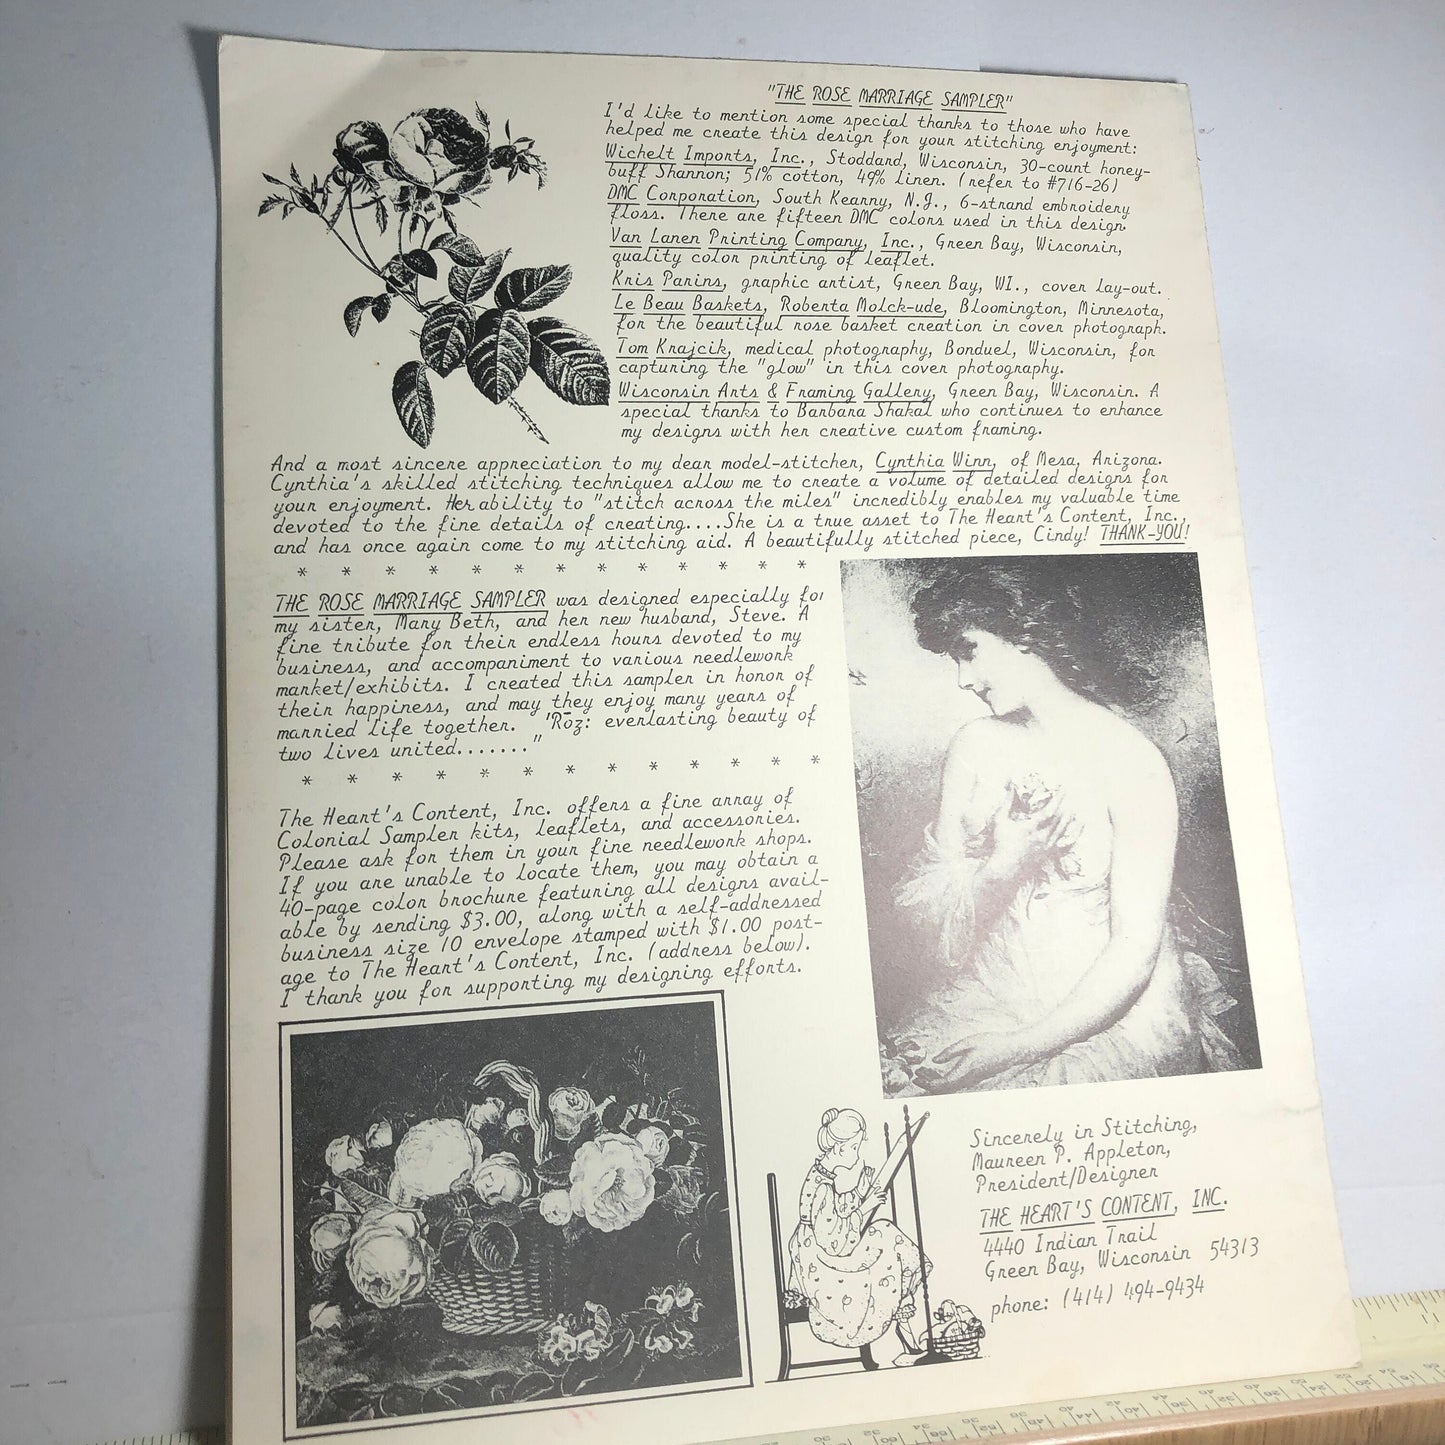 "THE ROSE MARRIAGE SAMPLER"
I'd like to mention some special thanks to those who have
helped me create this design for your stitching enjoyment:
Wichelt Imports, Inc., Stoddard, Wisconsin, 30-count honey-
buff Shannon; 51% cotton, 49% linen. (refer to #716-26)
DMC Corporation, South Kearny, N.J., 6-strand embroidery
floss. There are fifteen DMC colors used in this design.
Van Lanen Printing Company, Inc., Green Bay, Wisconsin,
quality color printing of leaflet.
Kris Parins, graphic artist, Green Bay, WI., cover lay-out.
Le Beau Baskets, Roberta Molck-ude, Bloomington, Minnesota,
for the beautiful rose basket creation in cover photograph.
Tom Krajcik, medical photography, Bonduel, Wisconsin, for
capturing the "glow" in this cover photography.
Wisconsin Arts & Framing Gallery, Green Bay, Wisconsin. A
special thanks to Barbara Shakal who continues to enhance
my designs with her creative custom framing.
And a most sincere appreciation to my dear model-stitcher, Cynthia Winn, of Mesa, Arizona.
Cynthia's skilled stitching techniques allow me to create a volume of detailed designs for
your enjoyment. Her ability to "stitch across the miles" incredibly enables my valuable time
devoted to the fine details of creating....She is a true asset to The Heart's Content, Inc.,
and has once again come to my stitching aid. A beautifully stitched piece, Cindy! THANK-YOU!
* * * * * * * * * * * *
THE ROSE MARRIAGE SAMPLER was designed especially for
my sister, Mary Beth, and her new husband, Steve. A
fine tribute for their endless hours devoted to my
business, and accompaniment to various needlework
market/exhibits. I created this sampler in honor of
their happiness, and may they enjoy many years of
married life together. "Rōz: everlasting beauty of
two lives united......."
* * * * * * * * * * * * *
The Heart's Content, Inc. offers a fine array of
Colonial Sampler kits, leaflets, and accessories.
Please ask for them in your fine needlework shops.
If you are unable to locate them, you may obtain a
40-page color brochure featuring all designs avail-
able by sending $3.00, along with a self-addressed
business size 10 envelope stamped with $1.00 post-
age to The Heart's Content, Inc. (address below).
I thank you for supporting my designing efforts.
Sincerely in Stitching,
Maureen P. Appleton,
President/Designer
THE HEART'S CONTENT, INC.
4440 Indian Trail
Green Bay, Wisconsin 54313
phone: (414) 494-9434